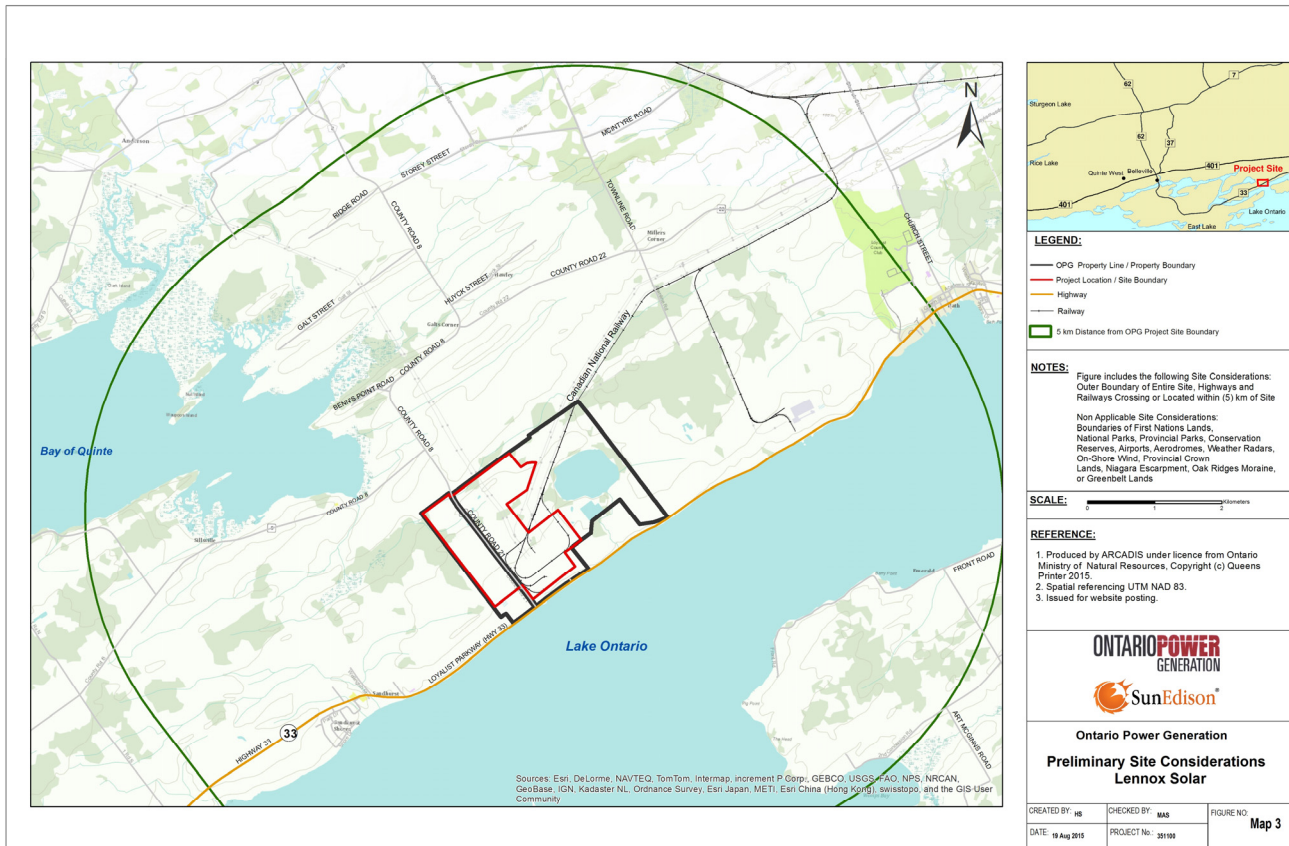 N
Anderson
MCINTYRE ROAD
STOREY STREET
RIDGE ROAD
TOWNLINE ROAD
COUNTY ROAD 8
22
CHURCH STREET
Millers
Corner
COUNTY ROAD 22
Hawley
HUYCK STREET
County Rd 22
GALT STREET
Galts Corner
Bath
Canadian National Railway
COUNTY ROAD 8
BENN'S POINT ROAD
COUNTY ROAD 8
Bay of Quinte
COUNTY ROAD 8
COUNTY ROAD 21
Lake Ontario
FRONT ROAD
LOYALIST PARKWAY (HWY 33)
Sandhurst
Sandhurst
Shores
33
HIGHWAY 33
ART MCGINNS ROAD
Sources: Esri, DeLorme, NAVTEQ, TomTom, Intermap, increment P Corp., GEBCO, USGS, FAO, NPS, NRCAN,
GeoBase, IGN, Kadaster NL, Ordnance Survey, Esri Japan, METI, Esri China (Hong Kong), swisstopo, and the GIS User
Community
7
62
Sturgeon Lake
37
62
Rice Lake
401
Quinte West
Belleville
Project Site
33
401
Lake Ontario
East Lake
LEGEND:
OPG Property Line / Property Boundary
Project Location / Site Boundary
Highway
Railway
5 km Distance from OPG Project Site Boundary
NOTES:
Figure includes the following Site Considerations:
Outer Boundary of Entire Site, Highways and
Railways Crossing or Located within (5) km of Site
Non Applicable Site Considerations:
Boundaries of First Nations Lands,
National Parks, Provincial Parks, Conservation
Reserves, Airports, Aerodromes, Weather Radars,
On-Shore Wind, Provincial Crown
Lands, Niagara Escarpment, Oak Ridges Moraine,
or Greenbelt Lands
SCALE:
0 1 2 Kilometers
REFERENCE:
1. Produced by ARCADIS under licence from Ontario
Ministry of Natural Resources, Copyright (c) Queens
Printer 2015.
2. Spatial referencing UTM NAD 83.
3. Issued for website posting.
ONTARIOPOWER
GENERATION
SunEdison®
Ontario Power Generation
Preliminary Site Considerations
Lennox Solar
CREATED BY: HS
CHECKED BY: MAS
FIGURE NO:
Map 3
DATE: 19 Aug 2015
PROJECT No.: 351100